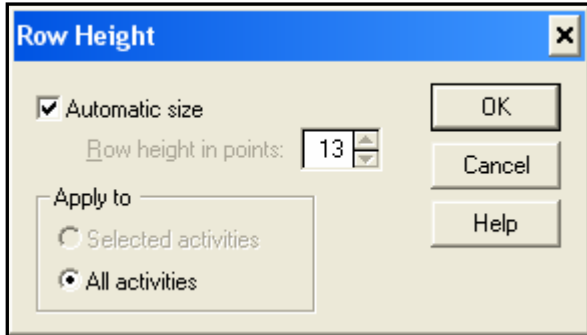 Row Height
Automatic size
Row height in points: 13
Apply to
Selected activities
All activities
OK
Cancel
Help